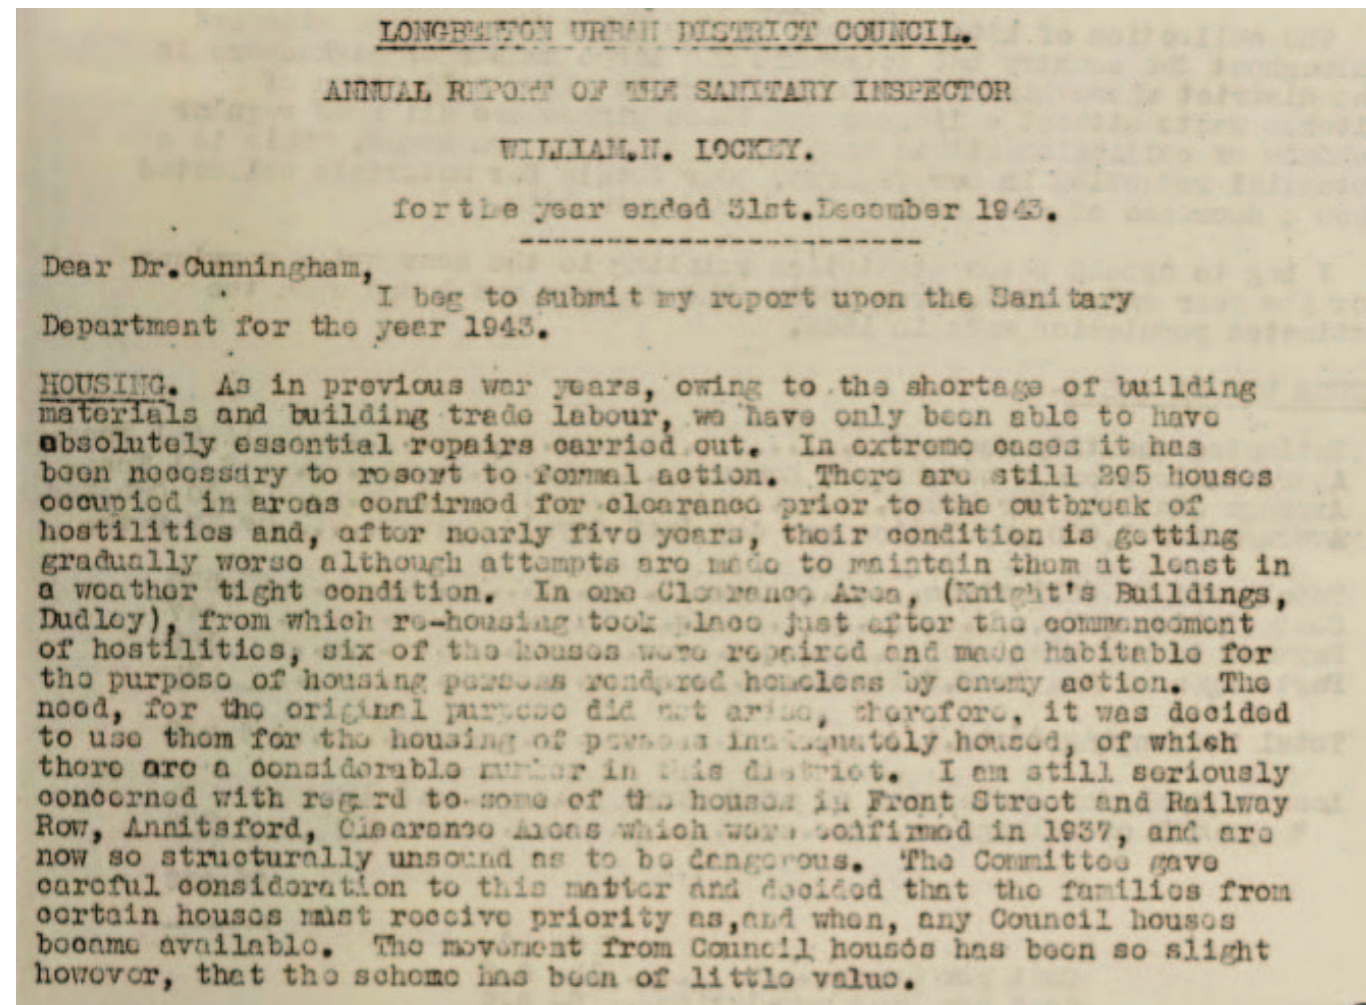 LONGBENTON URBAN DISTRICT COUNCIL.
ANNUAL REPORT OF THE SANITARY INSPECTOR
WILLIAM.N. LOCKEY.
for the year ended 31st.December 1943.
Dear Dr.Cunningham,
I beg to submit my report upon the Sanitary
Department for the year 1943.
HOUSING. As in previous war years, owing to the shortage of building
materials and building trade labour, we have only been able to have
absolutely essential repairs carried out. In extreme cases it has
been necessary to resort to formal action. There are still 295 houses
occupied in areas confirmed for clearance prior to the outbreak of
hostilities and, after nearly five years, their condition is getting
gradually worse although attempts are made to maintain them at least in
a weather tight condition. In one Clearance Area, (Knight's Buildings,
Dudley), from which re-housing took place just after the commencement
of hostilities, six of the houses were repaired and made habitable for
the purpose of housing persons rendered homeless by enemy action. The
need, for the original purpose did not arise, therefore, it was decided
to use them for the housing of persons inadequately housed, of which
there are a considerable number in this district. I am still seriously
concerned with regard to some of the houses in Front Street and Railway
Row, Annitsford, Clearance Areas which were confirmed in 1937, and are
now so structurally unsound as to be dangerous. The Committee gave
careful consideration to this matter and decided that the families from
certain houses must receive priority as,and when, any Council houses
became available. The movement from Council houses has been so slight
however, that the scheme has been of little value.